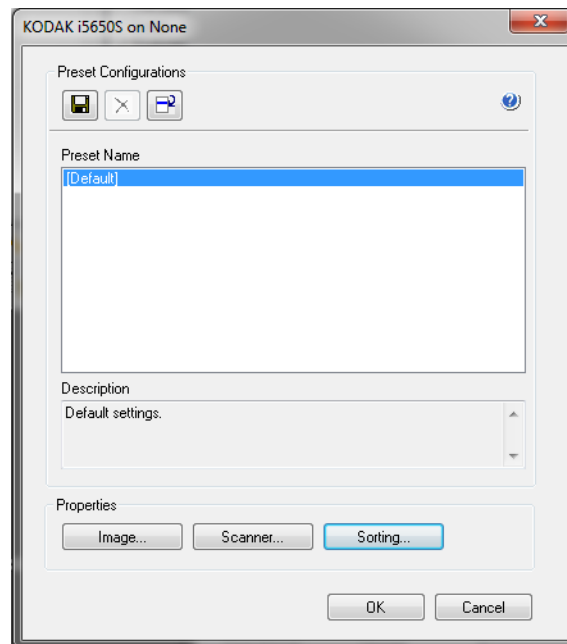 KODAK i5650S on None
Preset Configurations
Preset Name
[Default]
Description
Default settings.
Properties
Image... Scanner... Sorting...
OK Cancel